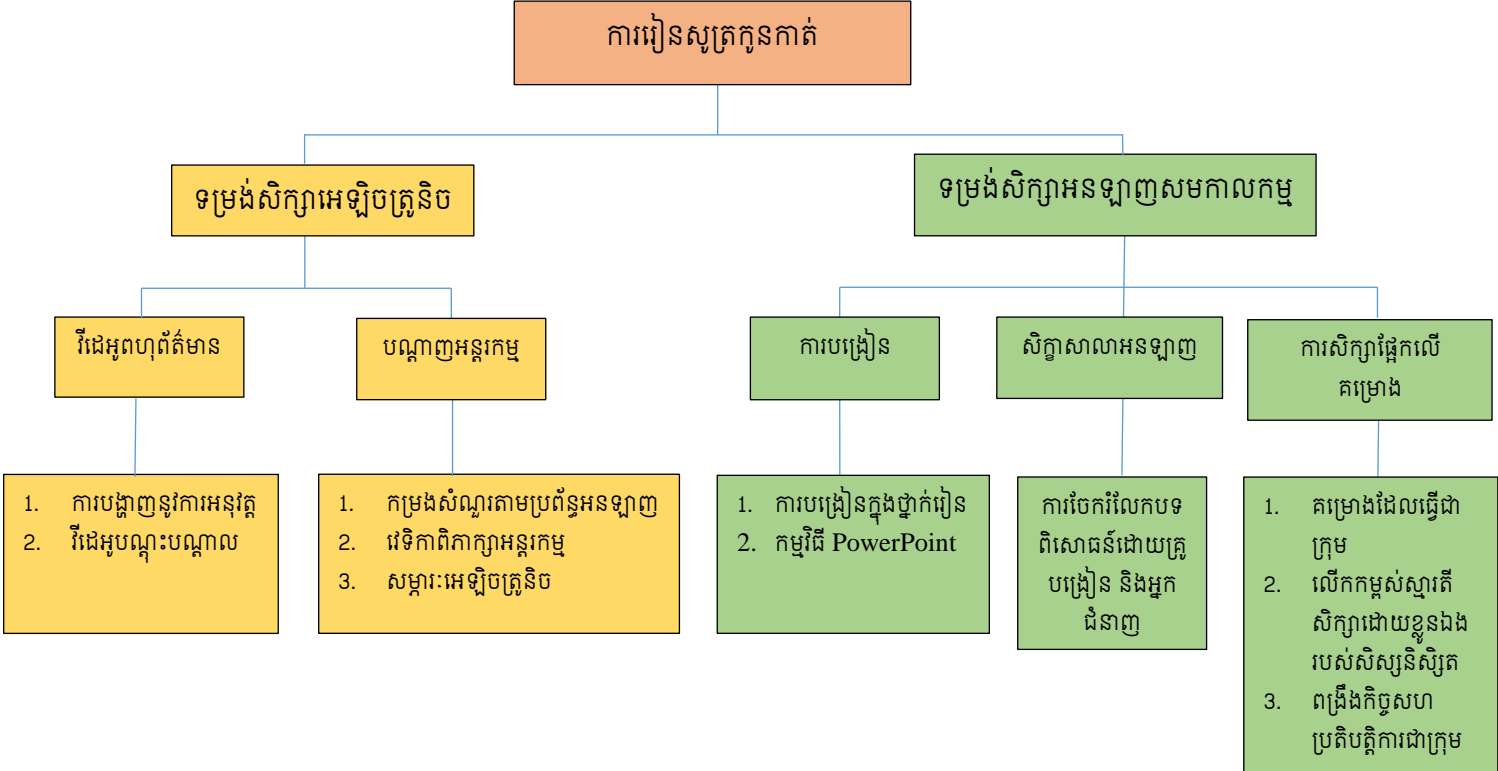 ការរៀនសូត្រកូនកាត់
ទម្រង់សិក្សាអេឡិចត្រូនិច
ទម្រង់សិក្សាអនឡាញសមកាលកម្ម
វីដេអូពហុព័ត៌មាន
បណ្តាញអន្តរកម្ម
ការបង្រៀន
សិក្ខាសាលាអនឡាញ
ការសិក្សាផ្អែកលើ
គម្រោង
1. ការបង្ហាញនូវការអនុវត្ត
2. វីដេអូបណ្តុះបណ្តាល
1. កម្រងសំណួរតាមប្រព័ន្ធអនឡាញ
2. វេទិកាពិភាក្សាអន្តរកម្ម
3. សម្ភារៈអេឡិចត្រូនិច
1. ការបង្រៀនក្នុងថ្នាក់រៀន
2. កម្មវិធី PowerPoint
ការចែករំលែកបទ
ពិសោធន៍ដោយគ្រូ
បង្រៀន និងអ្នក
ជំនាញ
1. គម្រោងដែលធ្វើជា
ក្រុម
2. លើកកម្ពស់ស្មារតី
សិក្សាដោយខ្លួនឯង
របស់សិស្សនិស្សិត
3. ពង្រឹងកិច្ចសហ
ប្រតិបត្តិការជាក្រុម